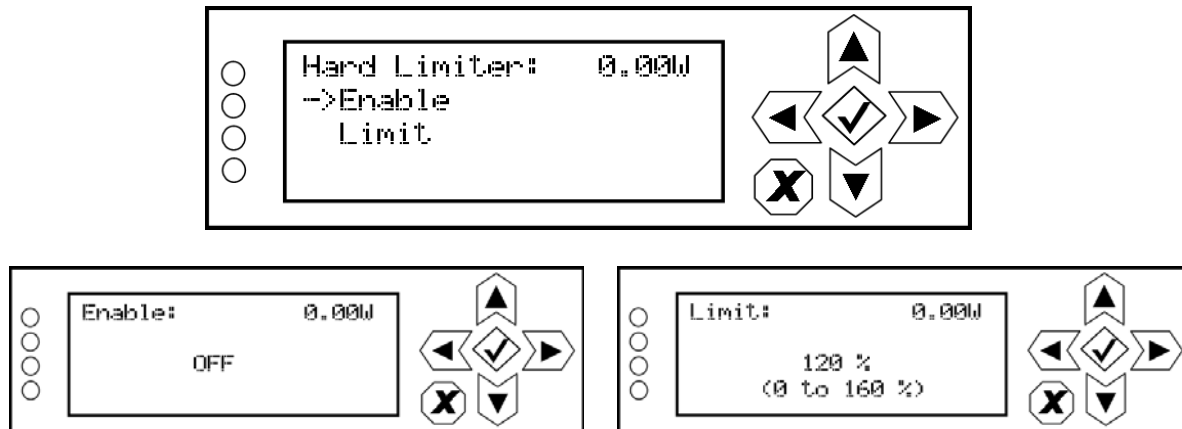 Hard Limiter: 0.00W
->Enable
Limit
Enable: 0.00W
OFF
Limit: 0.00W
120 %
(0 to 160 %)